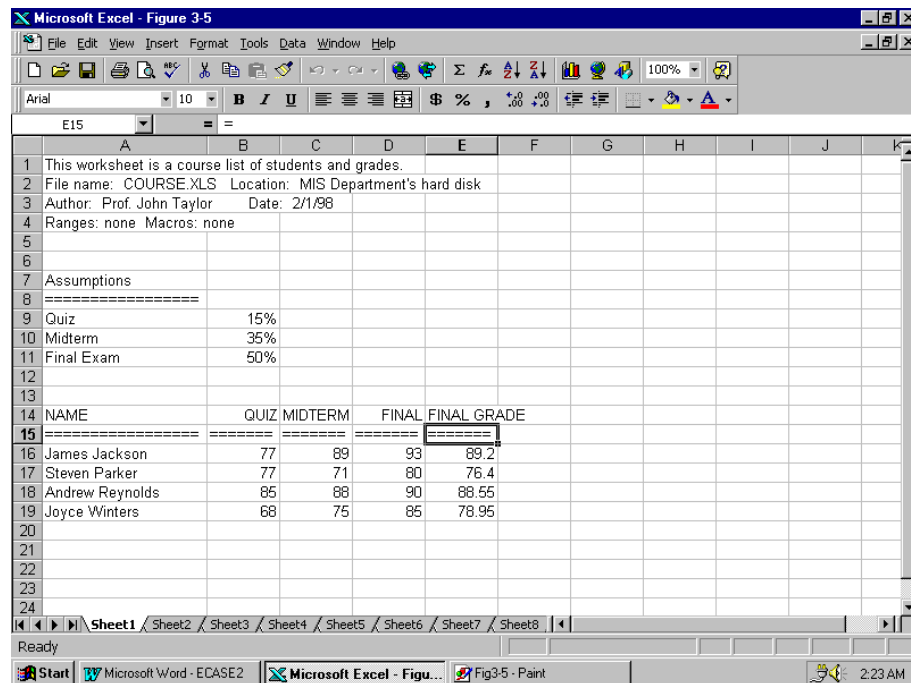 Microsoft Excel - Figure 3-5
File Edit View Insert Format Tools Data Window Help
100%
Arial 10 B I U $ % ,
E15 = =
A B C D E F G H I J K
1 This worksheet is a course list of students and grades.
2 File name: COURSE.XLS Location: MIS Department's hard disk
3 Author: Prof. John Taylor Date: 2/1/98
4 Ranges: none Macros: none
5
6
7 Assumptions
8 =================
9 Quiz 15%
10 Midterm 35%
11 Final Exam 50%
12
13
14 NAME QUIZ MIDTERM FINAL FINAL GRADE
15 ================= ======= ======= ======= =======
16 James Jackson 77 89 93 89.2
17 Steven Parker 77 71 80 76.4
18 Andrew Reynolds 85 88 90 88.55
19 Joyce Winters 68 75 85 78.95
20
21
22
23
24
Sheet1 Sheet2 Sheet3 Sheet4 Sheet5 Sheet6 Sheet7 Sheet8
Ready
Start Microsoft Word - ECASE2 Microsoft Excel - Figu... Fig3-5 - Paint 2:23 AM